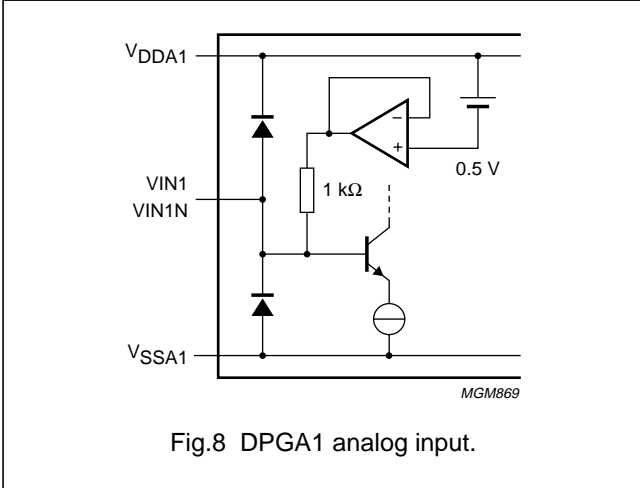 VDDA1
−
+
0.5 V
VIN1
1 kΩ
VIN1N
VSSA1
MGM869
Fig.8 DPGA1 analog input.